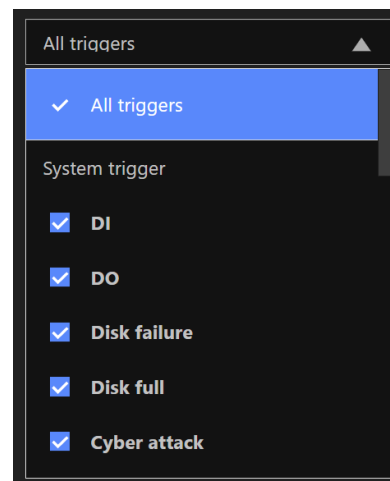 All triggers
All triggers
System trigger
DI
DO
Disk failure
Disk full
Cyber attack